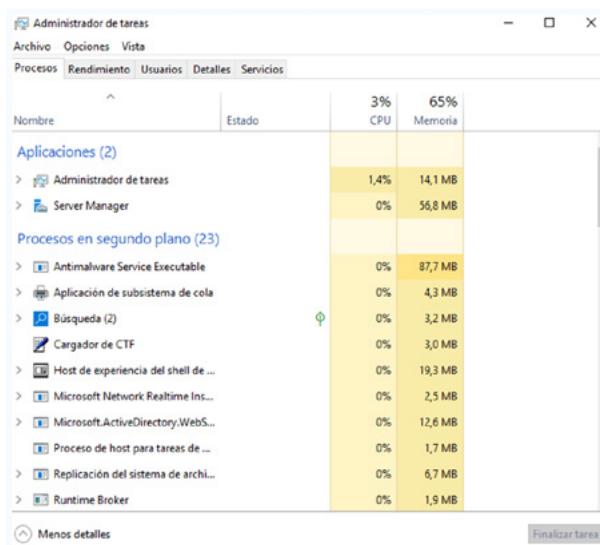 Administrador de tareas
Archivo Opciones Vista
Procesos Rendimiento Usuarios Detalles Servicios
3% 65%
Nombre Estado CPU Memoria
Aplicaciones (2)
Administrador de tareas 1,4% 14,1 MB
Server Manager 0% 56,8 MB
Procesos en segundo plano (23)
Antimalware Service Executable 0% 87,7 MB
Aplicación de subsistema de cola 0% 4,3 MB
Búsqueda (2) 0% 3,2 MB
Cargador de CTF 0% 3,0 MB
Host de experiencia del shell de ... 0% 19,3 MB
Microsoft Network Realtime Ins... 0% 2,5 MB
Microsoft.ActiveDirectory.WebS... 0% 12,6 MB
Proceso de host para tareas de ... 0% 1,7 MB
Replicación del sistema de archi... 0% 6,7 MB
Runtime Broker 0% 1,9 MB
Menos detalles Finalizar tarea